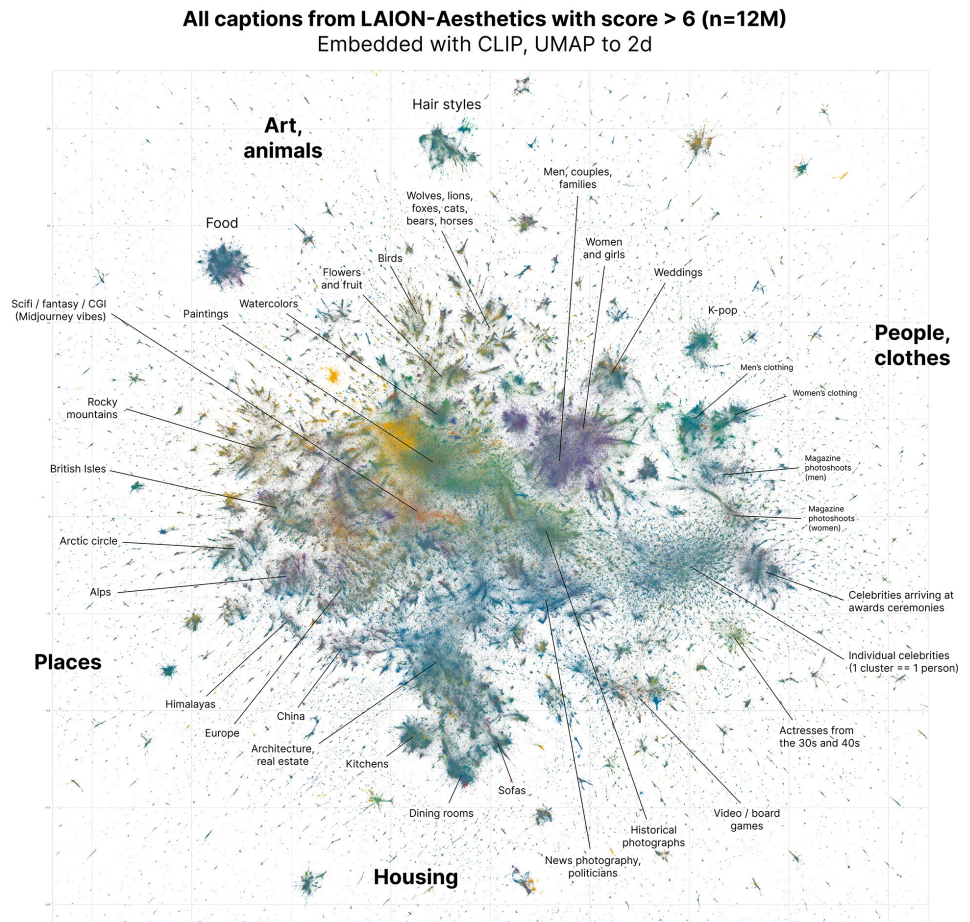 All captions from LAION-Aesthetics with score > 6 (n=12M)
Embedded with CLIP, UMAP to 2d
Hair styles
Art,
animals
Men, couples,
families
Wolves, lions,
foxes, cats,
bears, horses
Food
Women
and girls
Birds
Flowers
and fruit
Weddings
Scifi / fantasy / CGI
(Midjourney vibes)
Watercolors
Paintings
K-pop
People,
clothes
Men's clothing
Women's clothing
Rocky
mountains
British Isles
Magazine
photoshoots
(men)
Magazine
photoshoots
(women)
Arctic circle
Alps
Celebrities arriving at
awards ceremonies
Places
Individual celebrities
(1 cluster == 1 person)
Himalayas
China
Europe
Actresses from
the 30s and 40s
Architecture,
real estate
Kitchens
Sofas
Dining rooms
Video / board
games
Historical
photographs
News photography,
politicians
Housing